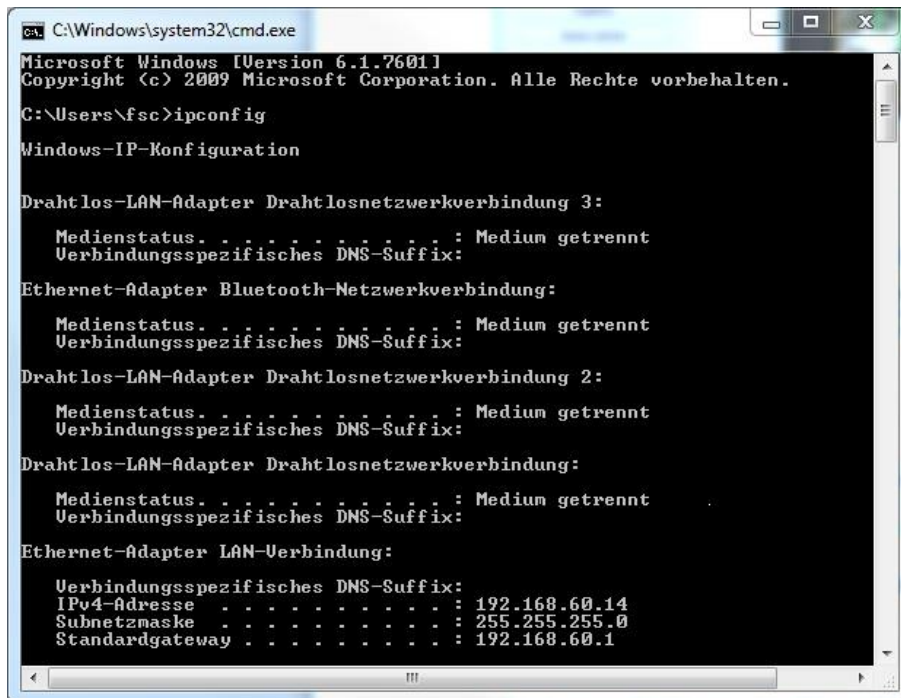 C:\Windows\system32\cmd.exe
Microsoft Windows [Version 6.1.7601]
Copyright (c) 2009 Microsoft Corporation. Alle Rechte vorbehalten.
C:\Users\fsc>ipconfig
Windows-IP-Konfiguration
Drahtlos-LAN-Adapter Drahtlosnetzwerkverbindung 3:
Medienstatus. . . . . . . . . . . : Medium getrennt
Verbindungsspezifisches DNS-Suffix:
Ethernet-Adapter Bluetooth-Netzwerkverbindung:
Medienstatus. . . . . . . . . . . : Medium getrennt
Verbindungsspezifisches DNS-Suffix:
Drahtlos-LAN-Adapter Drahtlosnetzwerkverbindung 2:
Medienstatus. . . . . . . . . . . : Medium getrennt
Verbindungsspezifisches DNS-Suffix:
Drahtlos-LAN-Adapter Drahtlosnetzwerkverbindung:
Medienstatus. . . . . . . . . . . : Medium getrennt
Verbindungsspezifisches DNS-Suffix:
Ethernet-Adapter LAN-Verbindung:
Verbindungsspezifisches DNS-Suffix:
IPv4-Adresse  . . . . . . . . . . : 192.168.60.14
Subnetzmaske  . . . . . . . . . . : 255.255.255.0
Standardgateway . . . . . . . . . : 192.168.60.1